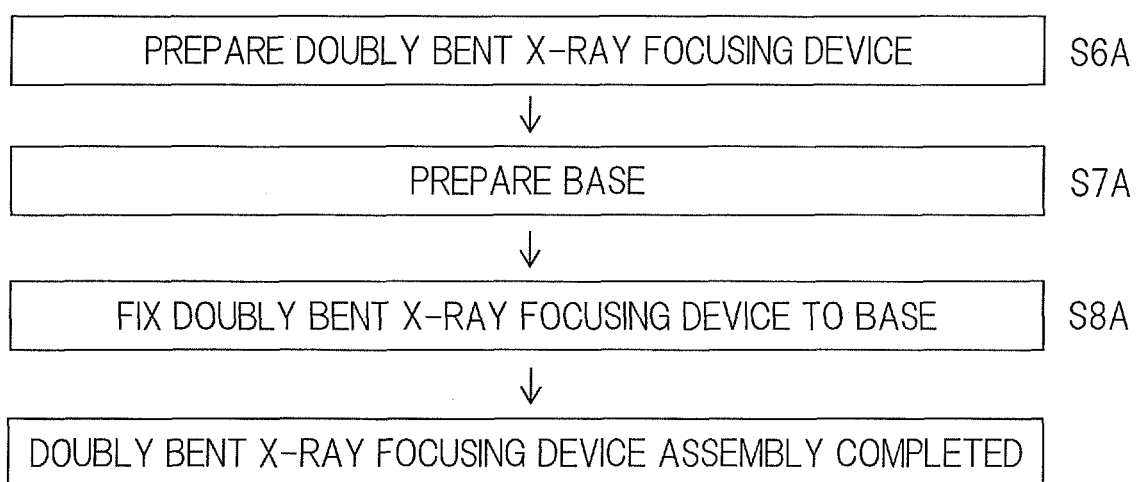 PREPARE DOUBLY BENT X-RAY FOCUSING DEVICE S6A
PREPARE BASE S7A
FIX DOUBLY BENT X-RAY FOCUSING DEVICE TO BASE S8A
DOUBLY BENT X-RAY FOCUSING DEVICE ASSEMBLY COMPLETED